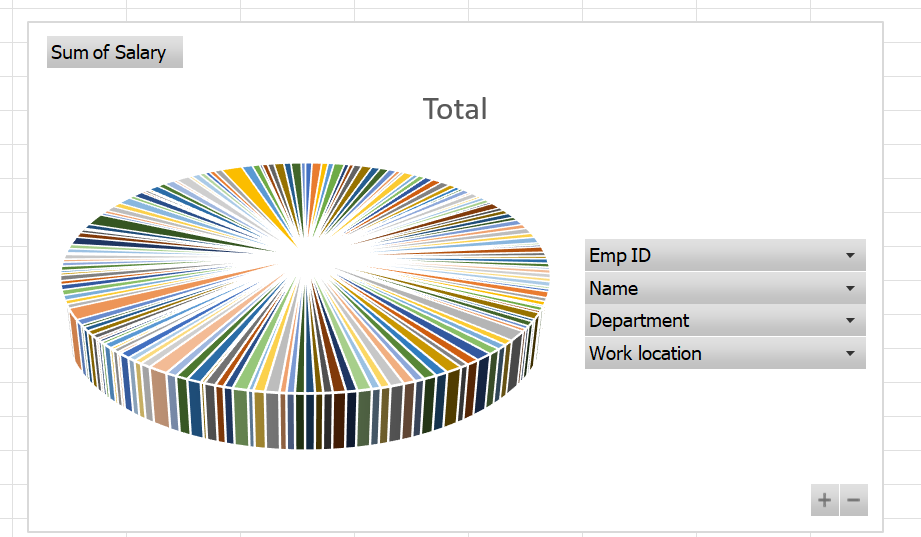 Sum of Salary
Total
Emp ID
Name
Department
Work location
+ −